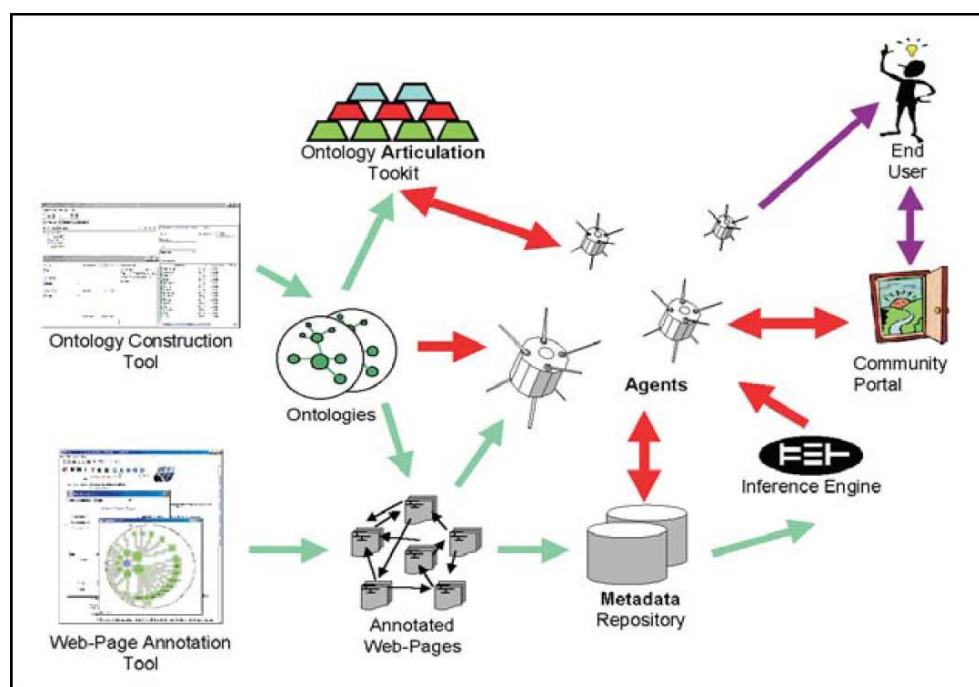 Ontology Articulation
Tookit
End
User
Ontology Construction
Tool
Ontologies
Agents
Community
Portal
Inference Engine
Web-Page Annotation
Tool
Annotated
Web-Pages
Metadata
Repository